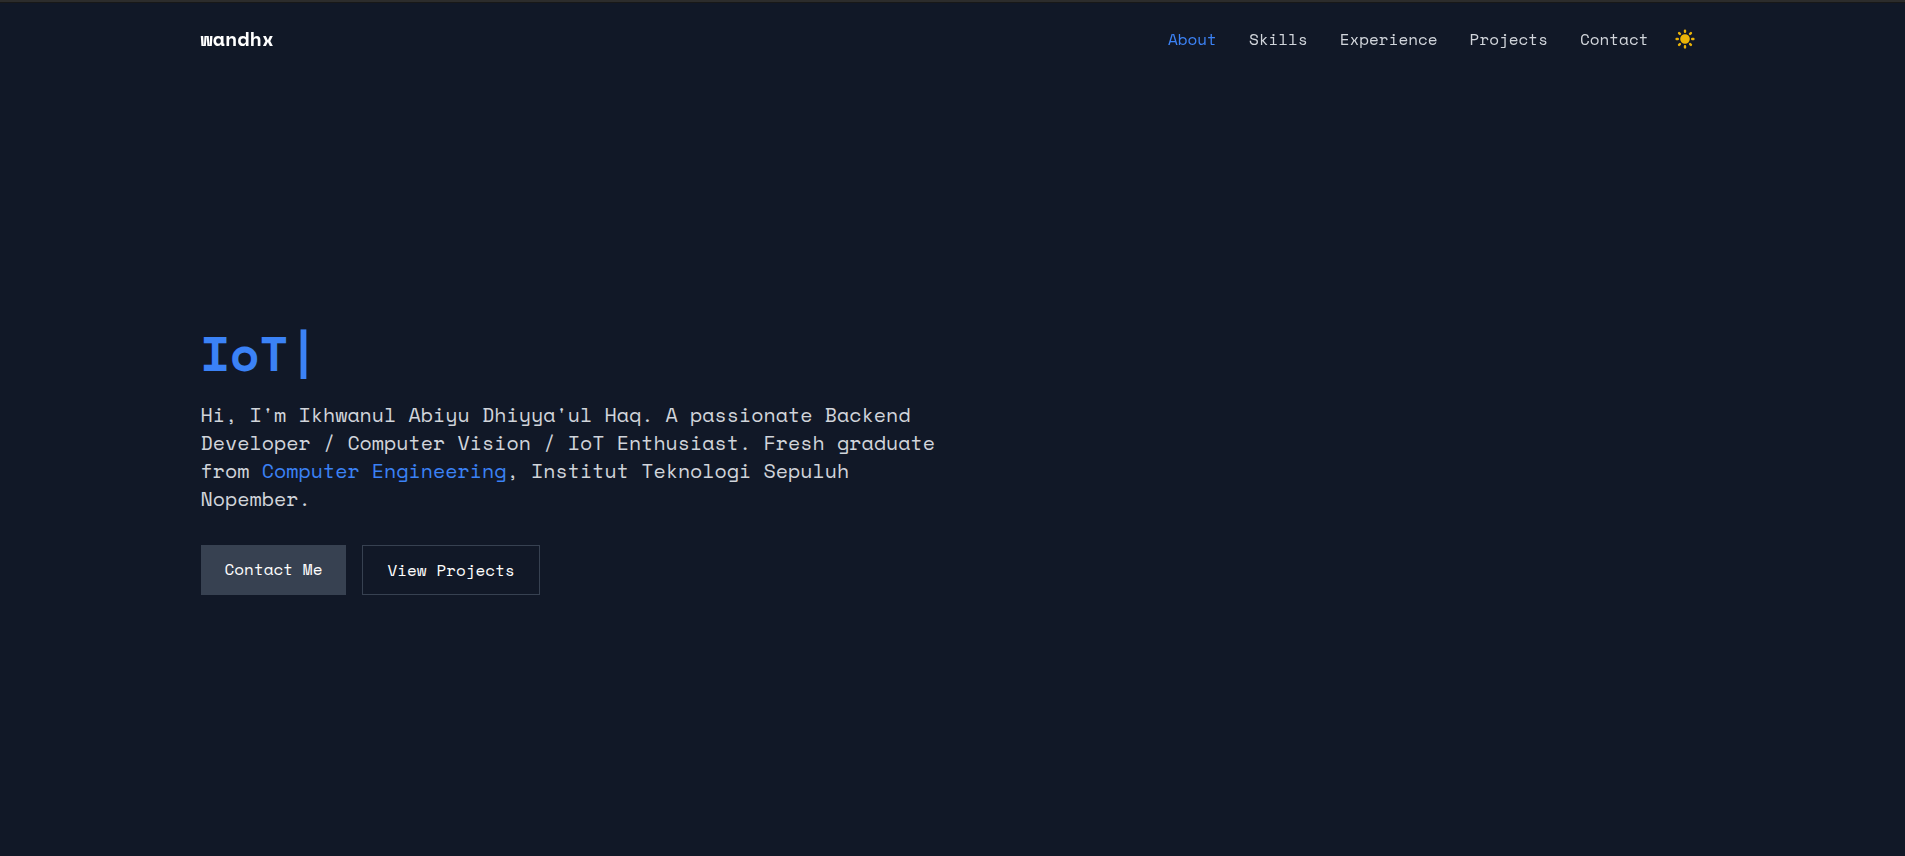 wandhx
About Skills Experience Projects Contact
IoT|
Hi, I'm Ikhwanul Abiyu Dhiyya'ul Haq. A passionate Backend
Developer / Computer Vision / IoT Enthusiast. Fresh graduate
from Computer Engineering, Institut Teknologi Sepuluh
Nopember.
Contact Me View Projects